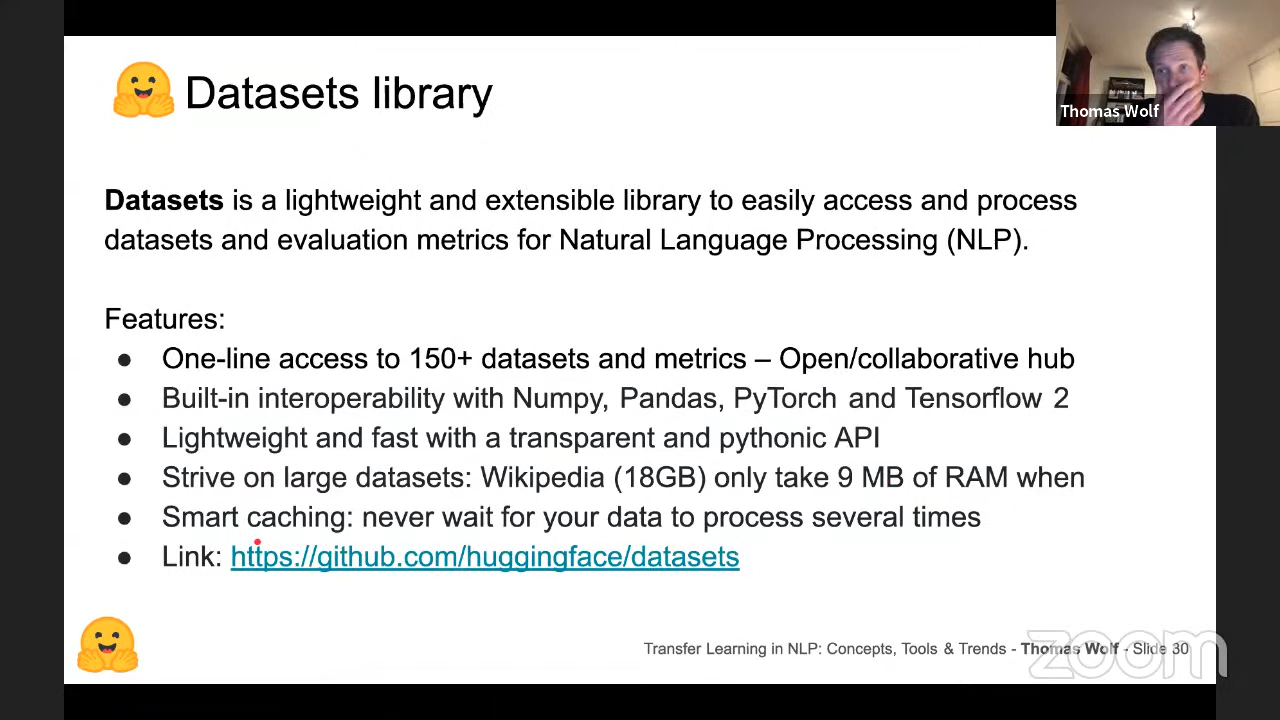 Datasets library
Thomas Wolf
Datasets is a lightweight and extensible library to easily access and process
datasets and evaluation metrics for Natural Language Processing (NLP).
Features:
● One-line access to 150+ datasets and metrics – Open/collaborative hub
● Built-in interoperability with Numpy, Pandas, PyTorch and Tensorflow 2
● Lightweight and fast with a transparent and pythonic API
● Strive on large datasets: Wikipedia (18GB) only take 9 MB of RAM when
● Smart caching: never wait for your data to process several times
● Link: https://github.com/huggingface/datasets
Transfer Learning in NLP: Concepts, Tools & Trends - Thomas Wolf - Slide 30
zoom